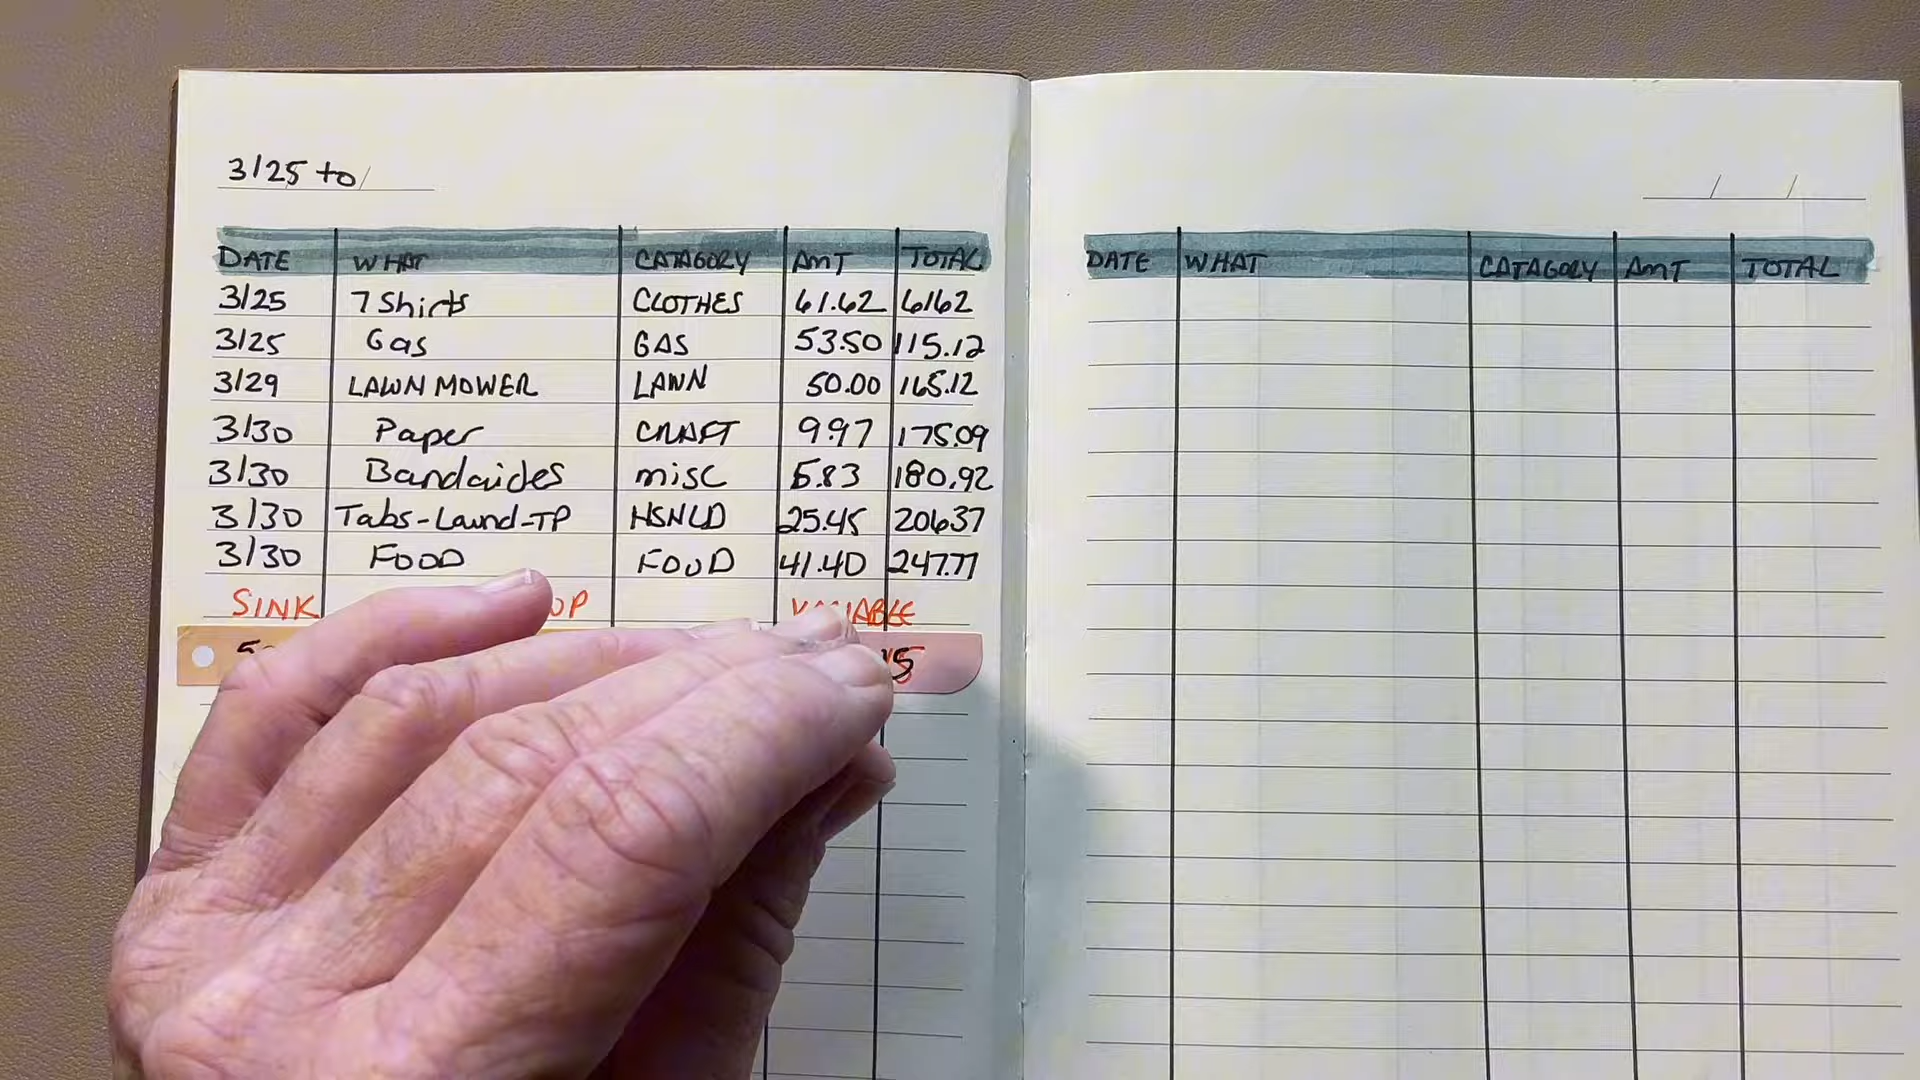 3/25 to /
DATE WHAT CATAGORY AMT TOTAL
3/25 7 Shirts CLOTHES 61.62 6162
3/25 Gas GAS 53.50 115.12
3/29 LAWN MOWER LAWN 50.00 165.12
3/30 Paper CRAFT 9.97 175.09
3/30 Bandaides misc 5.83 180.92
3/30 Tabs-Laund-TP HSHLD 25.45 206.37
3/30 FOOD FOOD 41.40 247.77
SINK VARIABLE
/ /
DATE WHAT CATAGORY AMT TOTAL